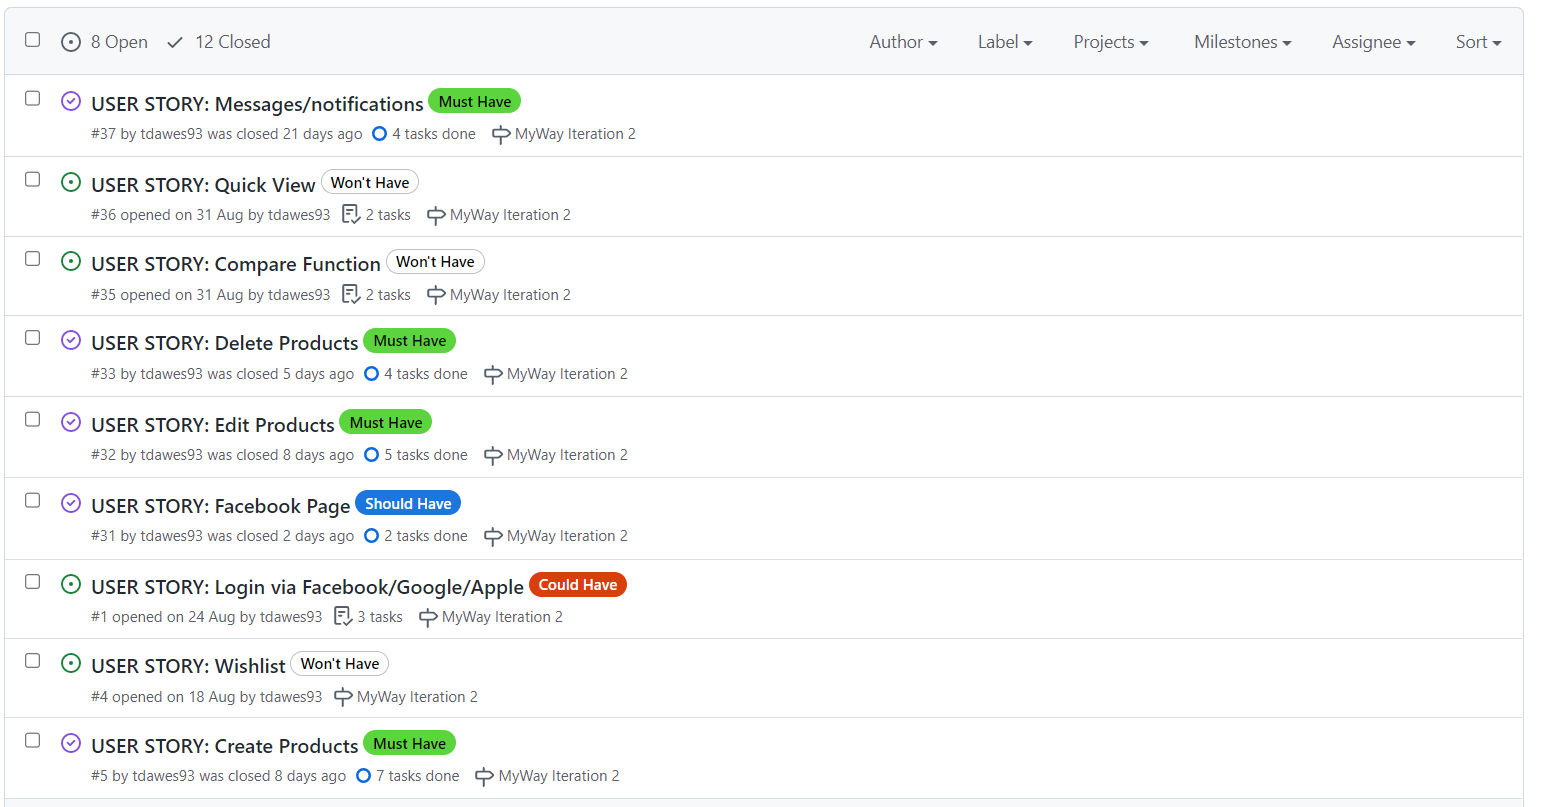 8 Open 12 Closed Author Label Projects Milestones Assignee Sort
USER STORY: Messages/notifications Must Have
#37 by tdawes93 was closed 21 days ago 4 tasks done MyWay Iteration 2
USER STORY: Quick View Won't Have
#36 opened on 31 Aug by tdawes93 2 tasks MyWay Iteration 2
USER STORY: Compare Function Won't Have
#35 opened on 31 Aug by tdawes93 2 tasks MyWay Iteration 2
USER STORY: Delete Products Must Have
#33 by tdawes93 was closed 5 days ago 4 tasks done MyWay Iteration 2
USER STORY: Edit Products Must Have
#32 by tdawes93 was closed 8 days ago 5 tasks done MyWay Iteration 2
USER STORY: Facebook Page Should Have
#31 by tdawes93 was closed 2 days ago 2 tasks done MyWay Iteration 2
USER STORY: Login via Facebook/Google/Apple Could Have
#1 opened on 24 Aug by tdawes93 3 tasks MyWay Iteration 2
USER STORY: Wishlist Won't Have
#4 opened on 18 Aug by tdawes93 MyWay Iteration 2
USER STORY: Create Products Must Have
#5 by tdawes93 was closed 8 days ago 7 tasks done MyWay Iteration 2